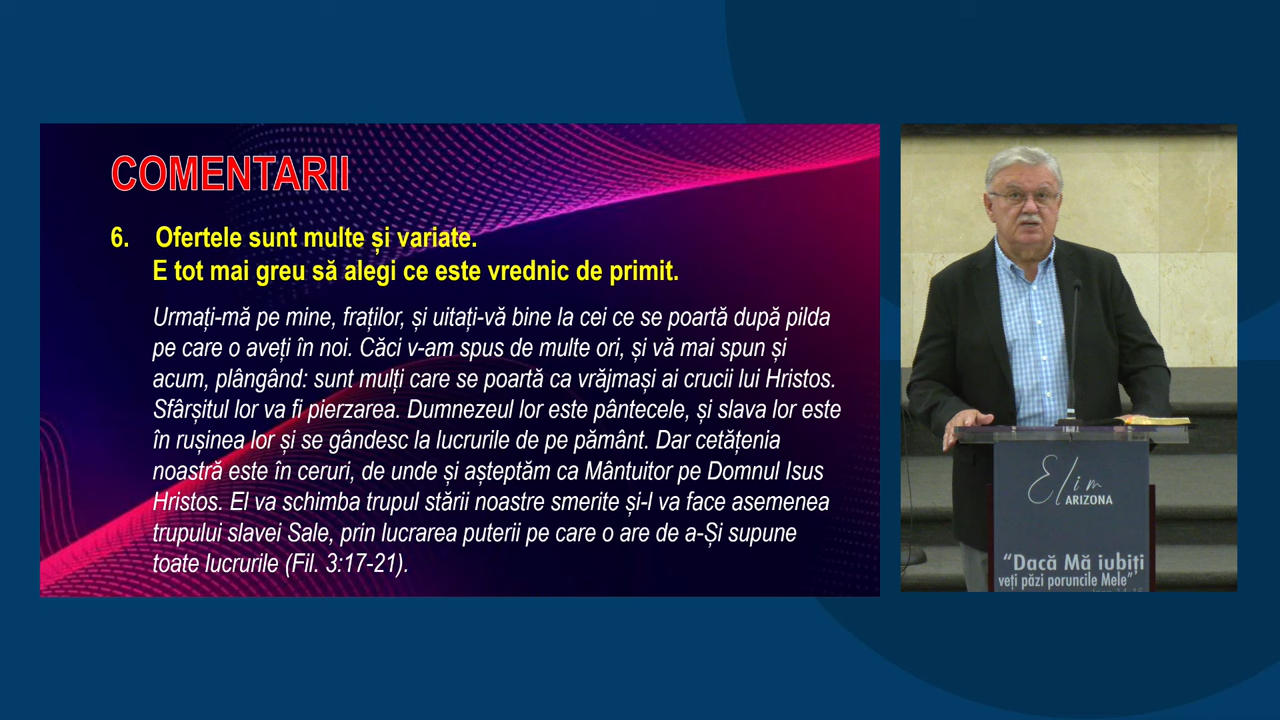 COMENTARII
6. Ofertele sunt multe și variate.
E tot mai greu să alegi ce este vrednic de primit.
Urmați-mă pe mine, fraților, și uitați-vă bine la cei ce se poartă după pilda
pe care o aveți în noi. Căci v-am spus de multe ori, și vă mai spun și
acum, plângând: sunt mulți care se poartă ca vrăjmași ai crucii lui Hristos.
Sfârșitul lor va fi pierzarea. Dumnezeul lor este pântecele, și slava lor este
în rușinea lor și se gândesc la lucrurile de pe pământ. Dar cetățenia
noastră este în ceruri, de unde și așteptăm ca Mântuitor pe Domnul Isus
Hristos. El va schimba trupul stării noastre smerite și-l va face asemenea
trupului slavei Sale, prin lucrarea puterii pe care o are de a-Și supune
toate lucrurile (Fil. 3:17-21).
Elim
ARIZONA
“Dacă Mă iubiți
veți păzi poruncile Mele”